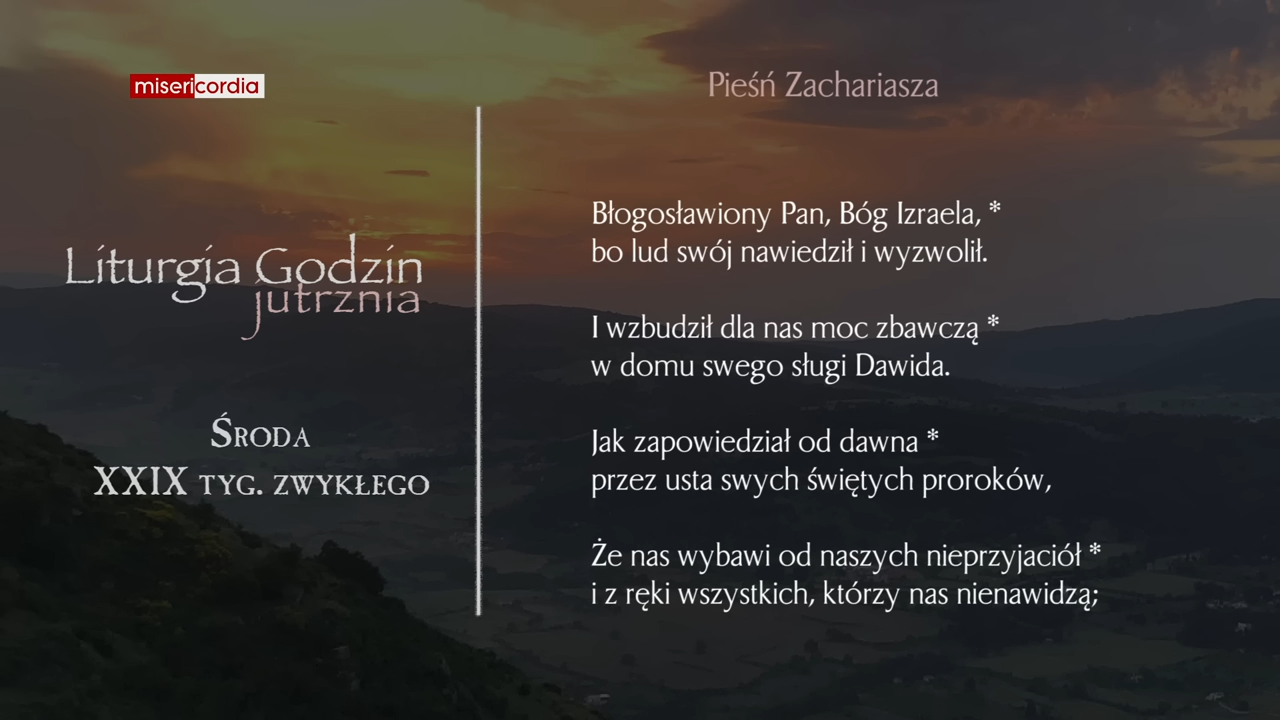 misericordia
Liturgia Godzin
jutrznia
Środa
XXIX tyg. zwykłego
Pieśń Zachariasza
Błogosławiony Pan, Bóg Izraela, *
bo lud swój nawiedził i wyzwolił.
I wzbudził dla nas moc zbawczą *
w domu swego sługi Dawida.
Jak zapowiedział od dawna *
przez usta swych świętych proroków,
Że nas wybawi od naszych nieprzyjaciół *
i z ręki wszystkich, którzy nas nienawidzą;